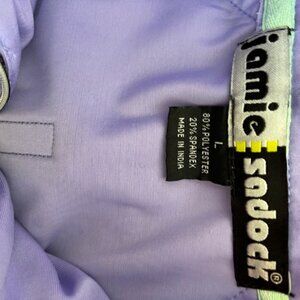 jamie sadock®
L
80% POLYESTER
20% SPANDEX
MADE IN INDIA